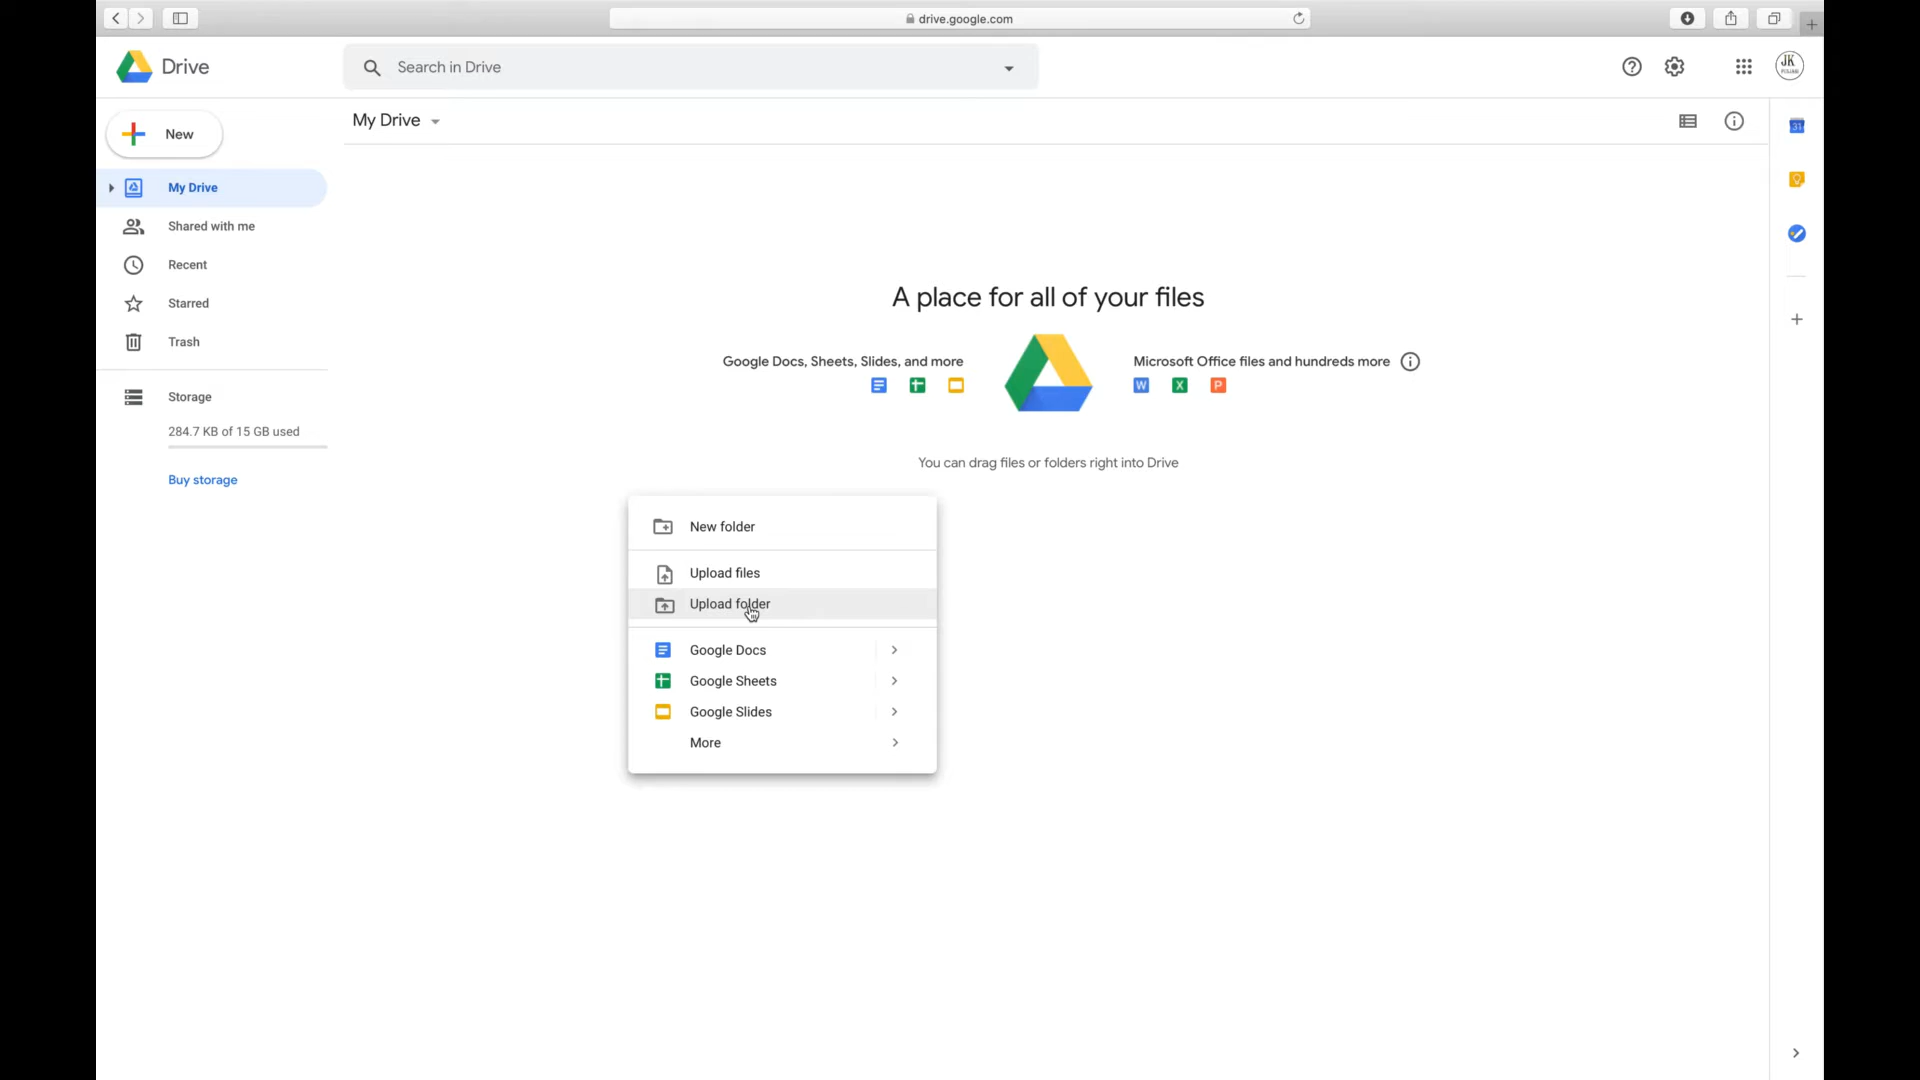 drive.google.com
Drive
Search in Drive
JK
New
My Drive
My Drive
Shared with me
Recent
Starred
Trash
Storage
284.7 KB of 15 GB used
Buy storage
31
A place for all of your files
Google Docs, Sheets, Slides, and more
Microsoft Office files and hundreds more
W X P
You can drag files or folders right into Drive
New folder
Upload files
Upload folder
Google Docs
Google Sheets
Google Slides
More